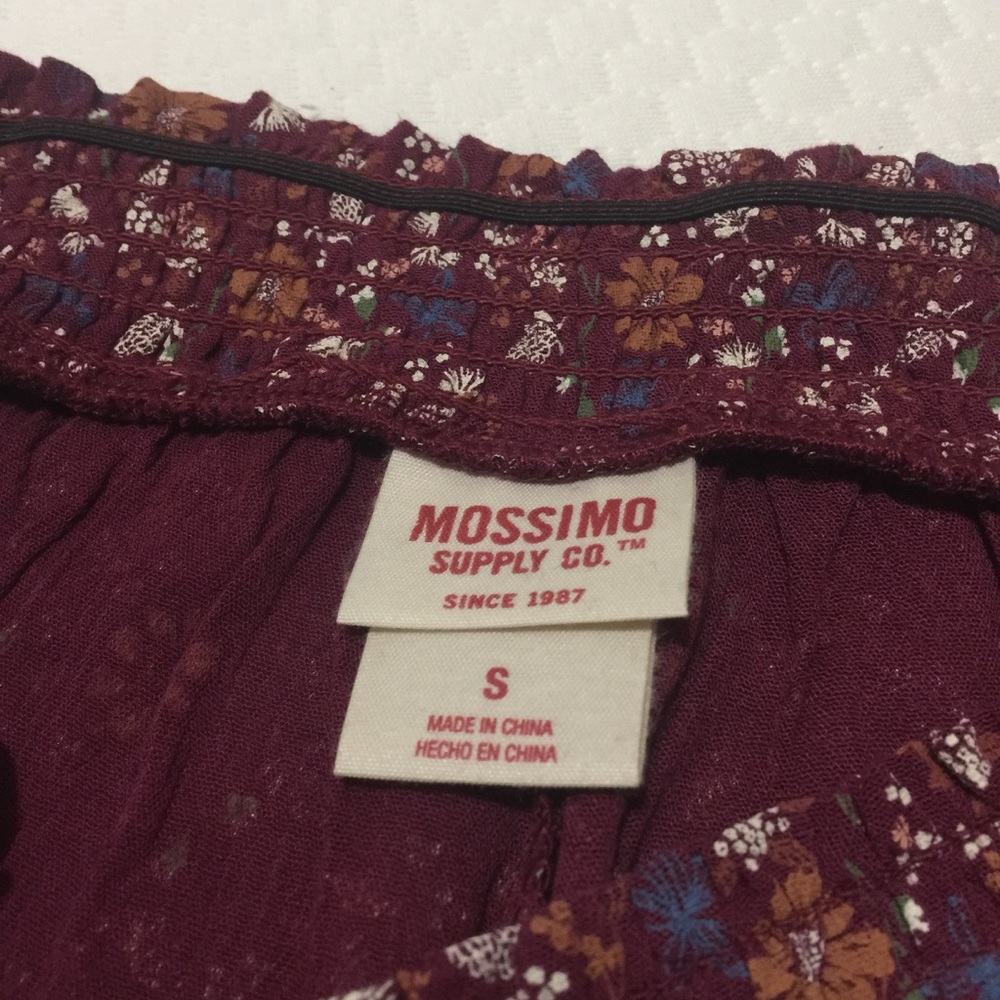 MOSSIMO
SUPPLY CO.™
SINCE 1987
S
MADE IN CHINA
HECHO EN CHINA